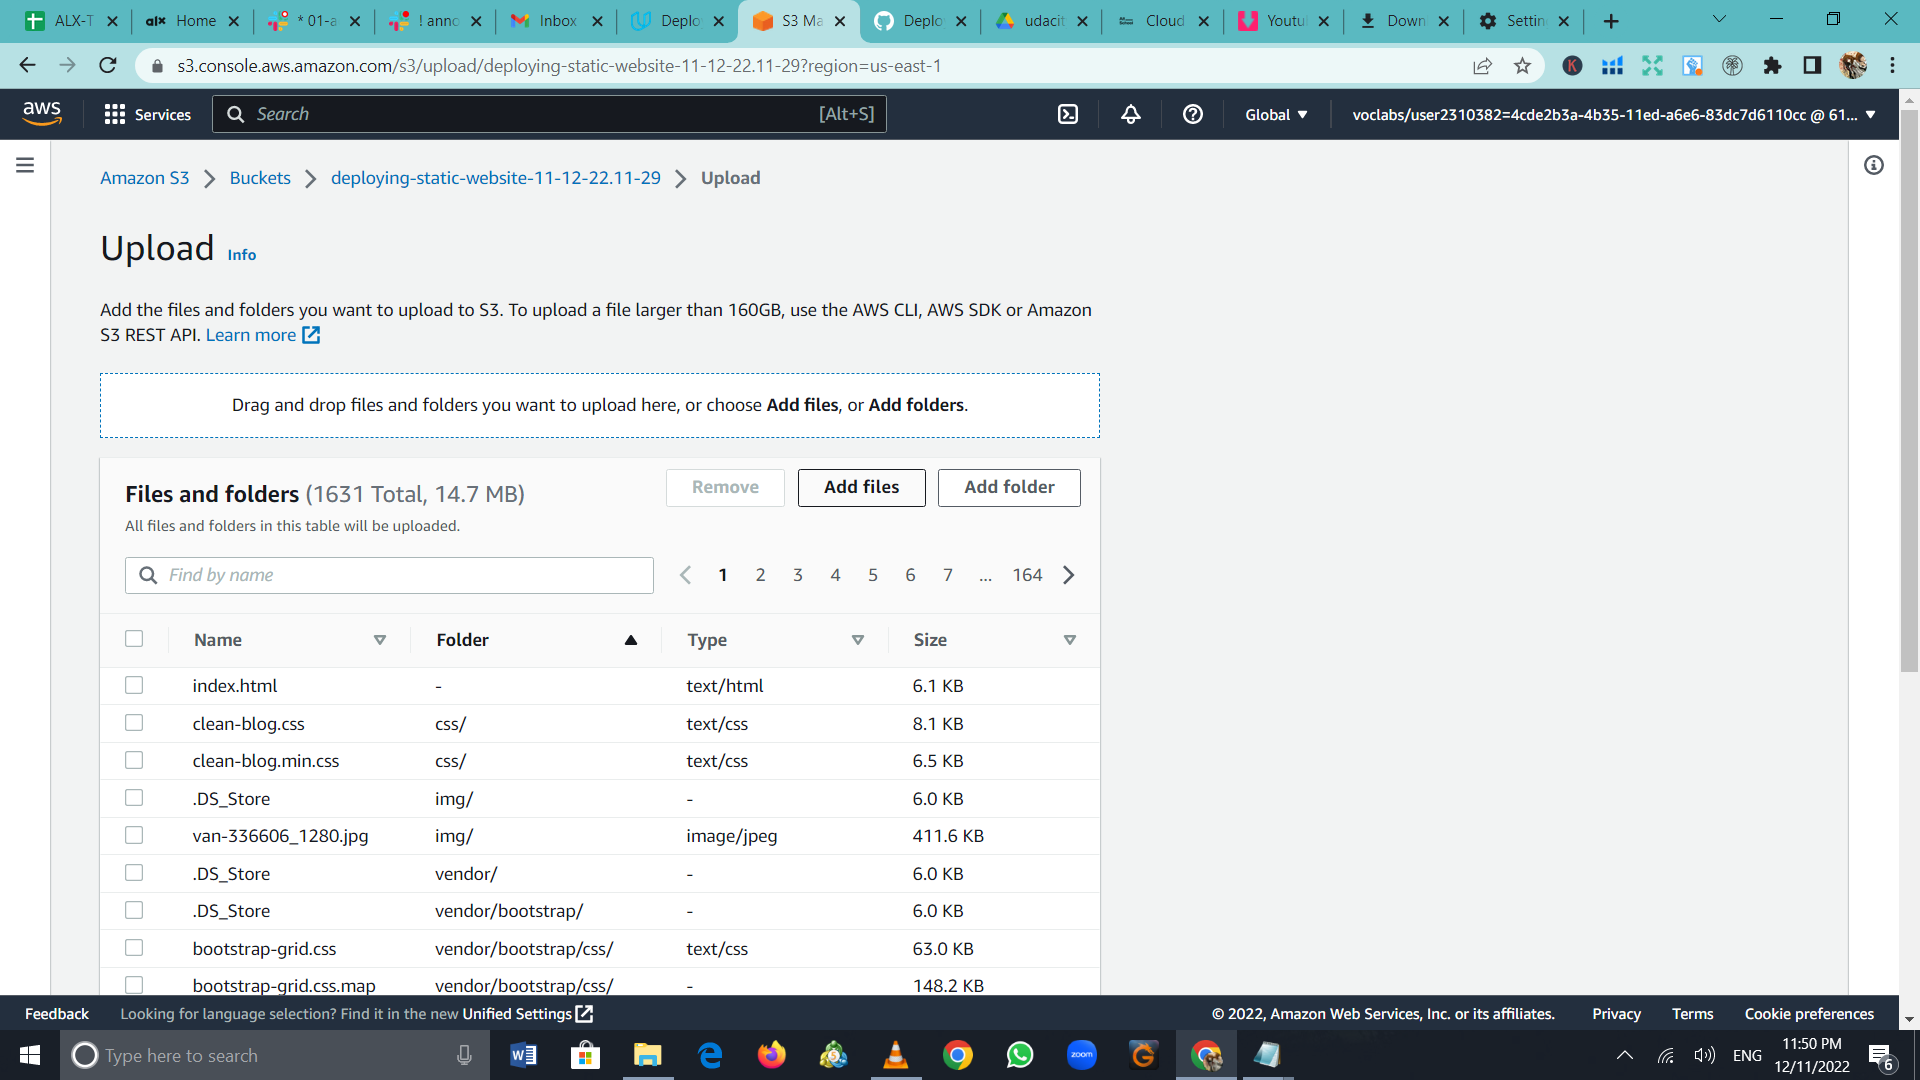 ALX-T
alx Home
* 01-a
! anno
Inbox
Deplo
S3 Ma
Deplo
udacit
Cloud
Youtu
Down
Settin
s3.console.aws.amazon.com/s3/upload/deploying-static-website-11-12-22.11-29?region=us-east-1
K
aws
Services
Search
[Alt+S]
Global
voclabs/user2310382=4cde2b3a-4b35-11ed-a6e6-83dc7d6110cc @ 61...
Amazon S3
Buckets
deploying-static-website-11-12-22.11-29
Upload
Upload Info
Add the files and folders you want to upload to S3. To upload a file larger than 160GB, use the AWS CLI, AWS SDK or Amazon
S3 REST API. Learn more
Drag and drop files and folders you want to upload here, or choose Add files, or Add folders.
Files and folders (1631 Total, 14.7 MB)
Remove
Add files
Add folder
All files and folders in this table will be uploaded.
Find by name
1 2 3 4 5 6 7 ... 164
Name Folder Type Size
index.html - text/html 6.1 KB
clean-blog.css css/ text/css 8.1 KB
clean-blog.min.css css/ text/css 6.5 KB
.DS_Store img/ - 6.0 KB
van-336606_1280.jpg img/ image/jpeg 411.6 KB
.DS_Store vendor/ - 6.0 KB
.DS_Store vendor/bootstrap/ - 6.0 KB
bootstrap-grid.css vendor/bootstrap/css/ text/css 63.0 KB
bootstrap-grid.css.map vendor/bootstrap/css/ - 148.2 KB
Feedback
Looking for language selection? Find it in the new Unified Settings
© 2022, Amazon Web Services, Inc. or its affiliates.
Privacy
Terms
Cookie preferences
Type here to search
W
zoom
ENG
11:50 PM
12/11/2022
6